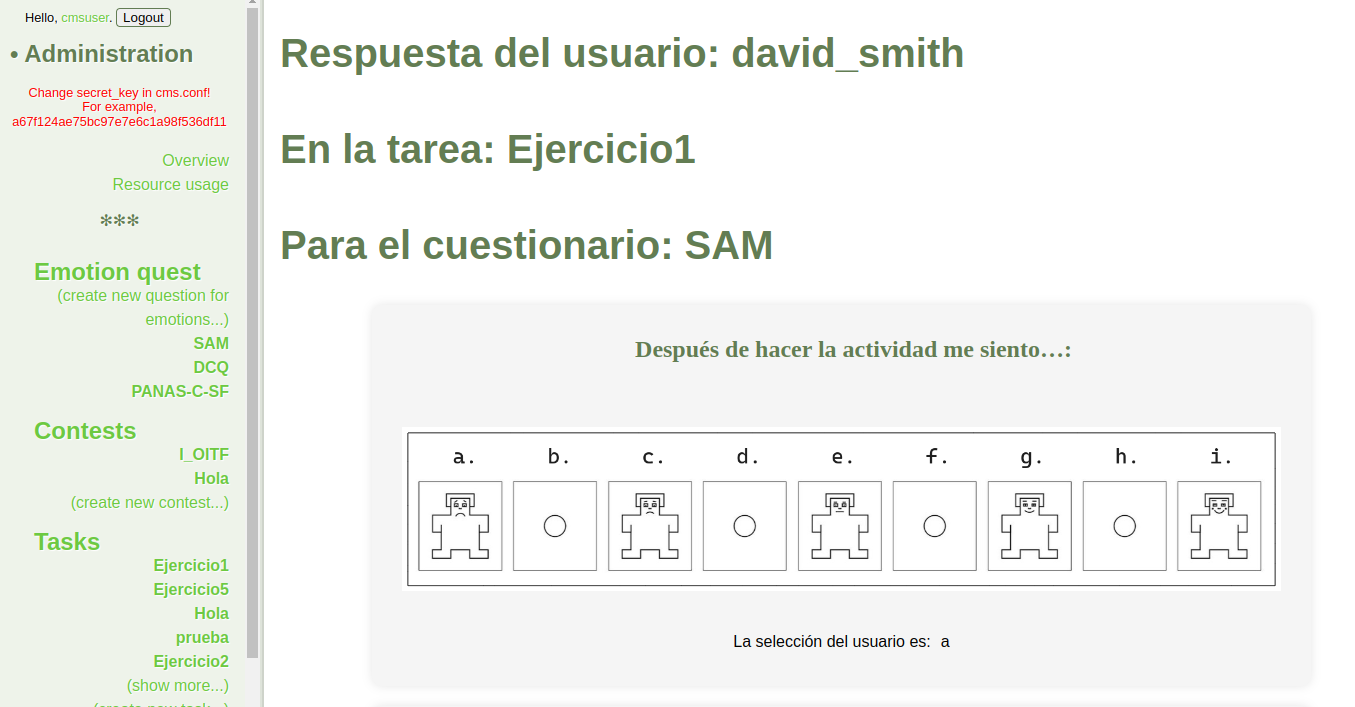 Hello, cmsuser. Logout
• Administration
Change secret_key in cms.conf!
For example,
a67f124ae75bc97e7e6c1a98f536df11
Overview
Resource usage
✻✻✻
Emotion quest
(create new question for
emotions...)
SAM
DCQ
PANAS-C-SF
Contests
I_OITF
Hola
(create new contest...)
Tasks
Ejercicio1
Ejercicio5
Hola
prueba
Ejercicio2
(show more...)
(create new task...)
Respuesta del usuario: david_smith
En la tarea: Ejercicio1
Para el cuestionario: SAM
Después de hacer la actividad me siento…:
a. b. c. d. e. f. g. h. i.
La selección del usuario es: a